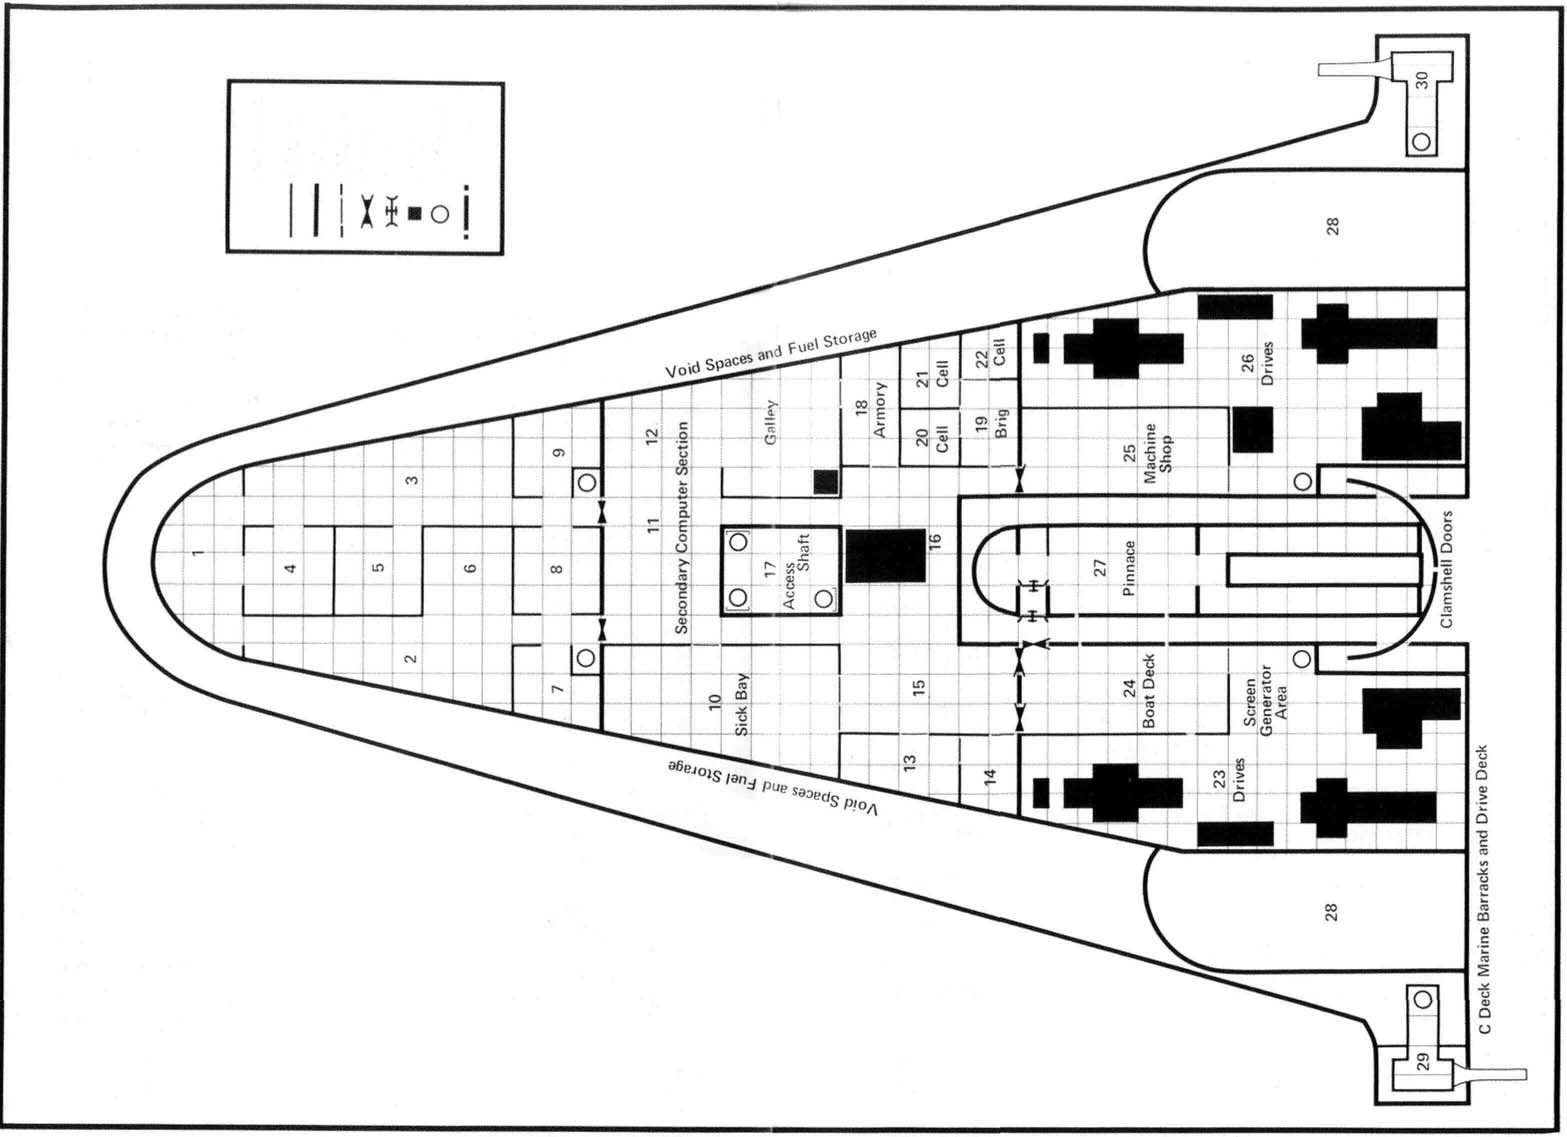 1
4
5
2
3
6
7
8
9
11
12
Secondary Computer Section
10
Sick Bay
17
Access
Shaft
Galley
Void Spaces and Fuel Storage
Void Spaces and Fuel Storage
18
Armory
13
15
16
20
Cell
21
Cell
14
19
Brig
22
Cell
27
Pinnace
24
Boat Deck
25
Machine
Shop
23
Drives
Screen
Generator
Area
26
Drives
28
28
29
30
Clamshell Doors
C Deck Marine Barracks and Drive Deck